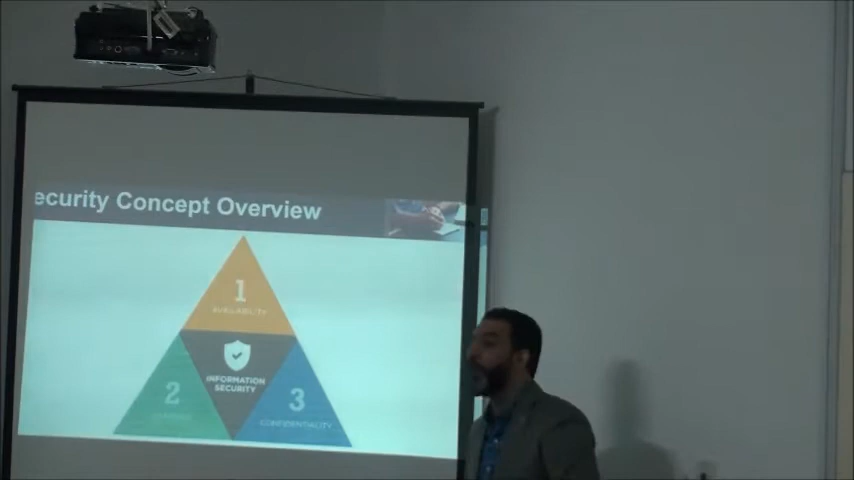 ecurity Concept Overview
1
AVAILABILITY
INFORMATION
SECURITY
2
3
CONFIDENTIALITY